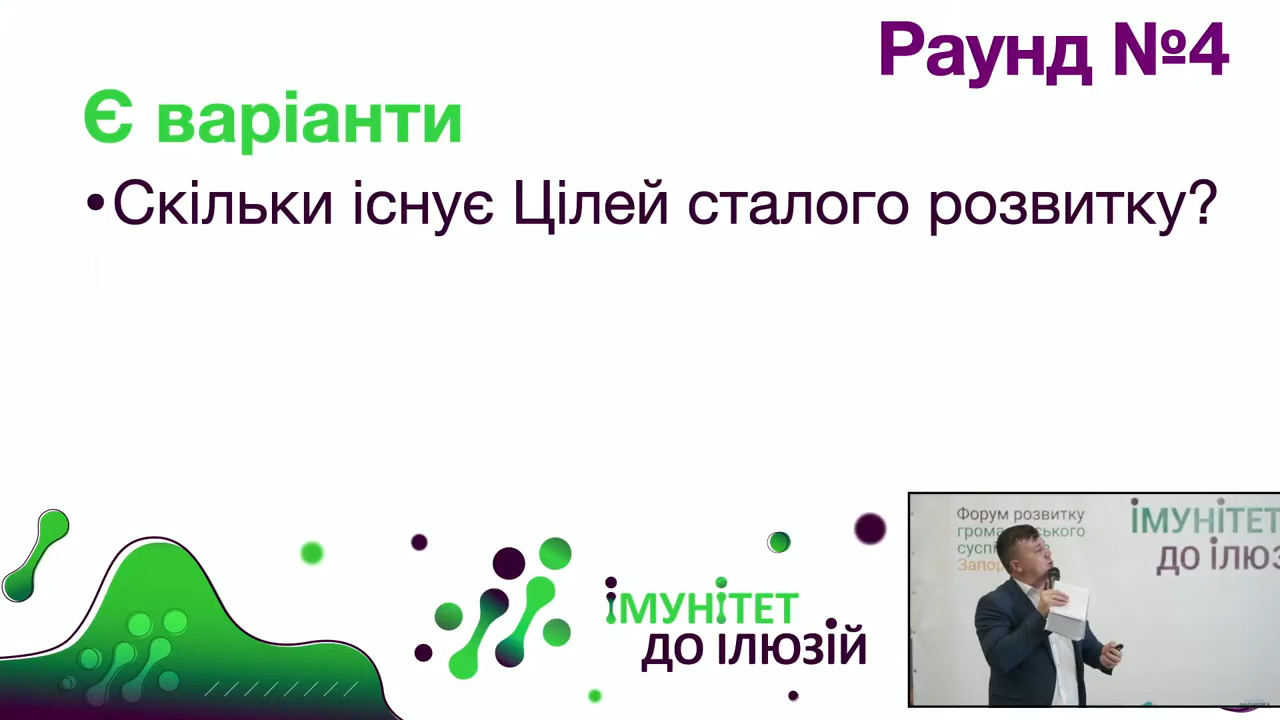 Раунд №4
Є варіанти
•Скільки існує Цілей сталого розвитку?
ІМУНІТЕТ
ДО ІЛЮЗІЙ
Форум розвитку
ІМУНІТЕТ
до ілюз